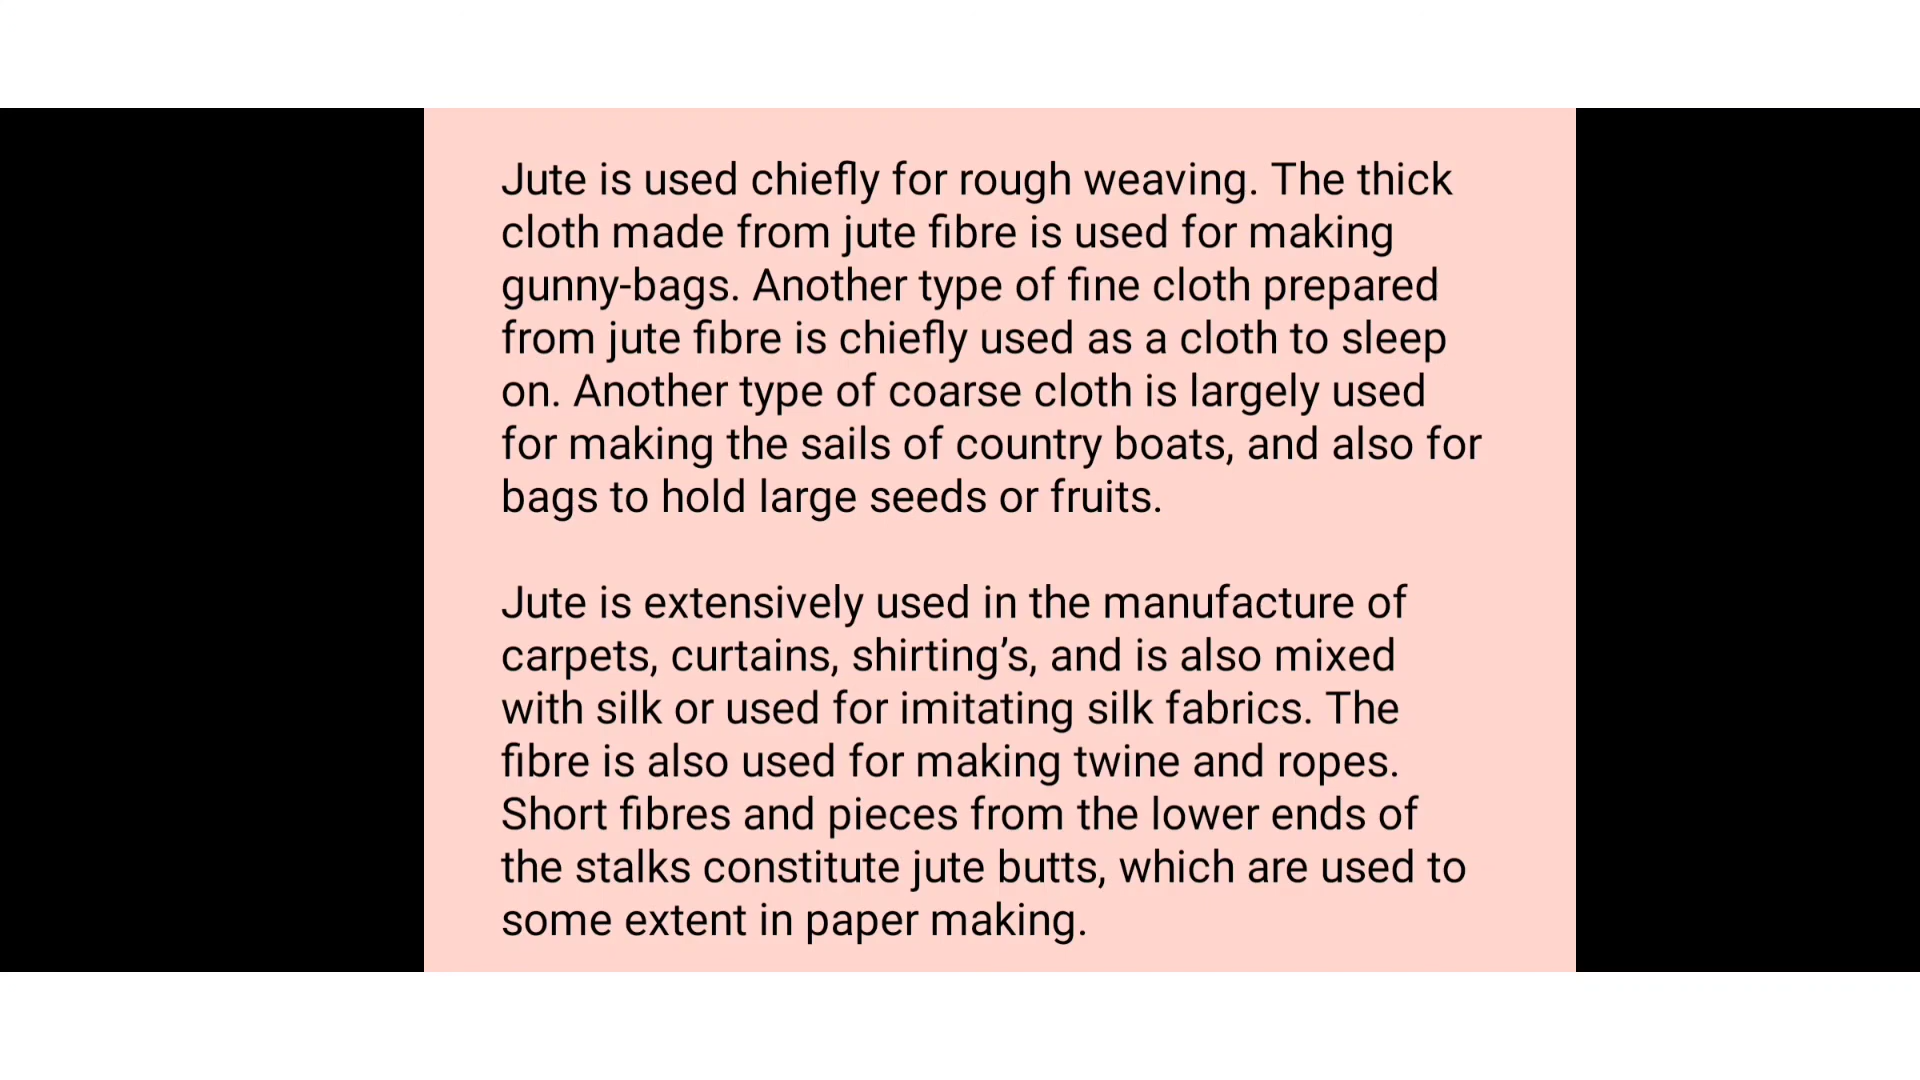 Jute is used chiefly for rough weaving. The thick
cloth made from jute fibre is used for making
gunny-bags. Another type of fine cloth prepared
from jute fibre is chiefly used as a cloth to sleep
on. Another type of coarse cloth is largely used
for making the sails of country boats, and also for
bags to hold large seeds or fruits.
Jute is extensively used in the manufacture of
carpets, curtains, shirting’s, and is also mixed
with silk or used for imitating silk fabrics. The
fibre is also used for making twine and ropes.
Short fibres and pieces from the lower ends of
the stalks constitute jute butts, which are used to
some extent in paper making.